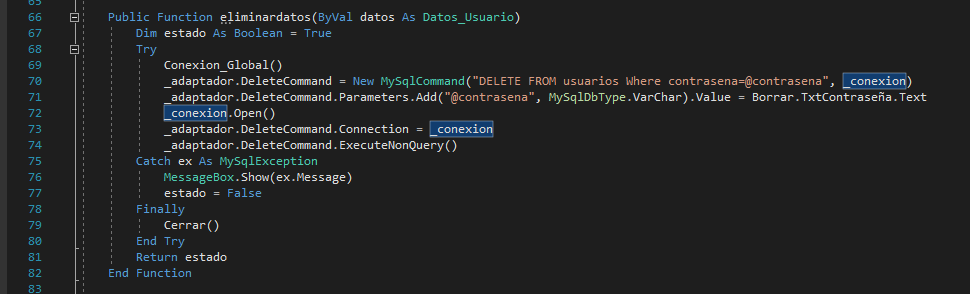 65
66 Public Function eliminardatos(ByVal datos As Datos_Usuario)
67 Dim estado As Boolean = True
68 Try
69 Conexion_Global()
70 _adaptador.DeleteCommand = New MySqlCommand("DELETE FROM usuarios Where contrasena=@contrasena", _conexion)
71 _adaptador.DeleteCommand.Parameters.Add("@contrasena", MySqlDbType.VarChar).Value = Borrar.TxtContraseña.Text
72 _conexion.Open()
73 _adaptador.DeleteCommand.Connection = _conexion
74 _adaptador.DeleteCommand.ExecuteNonQuery()
75 Catch ex As MySqlException
76 MessageBox.Show(ex.Message)
77 estado = False
78 Finally
79 Cerrar()
80 End Try
81 Return estado
82 End Function
83